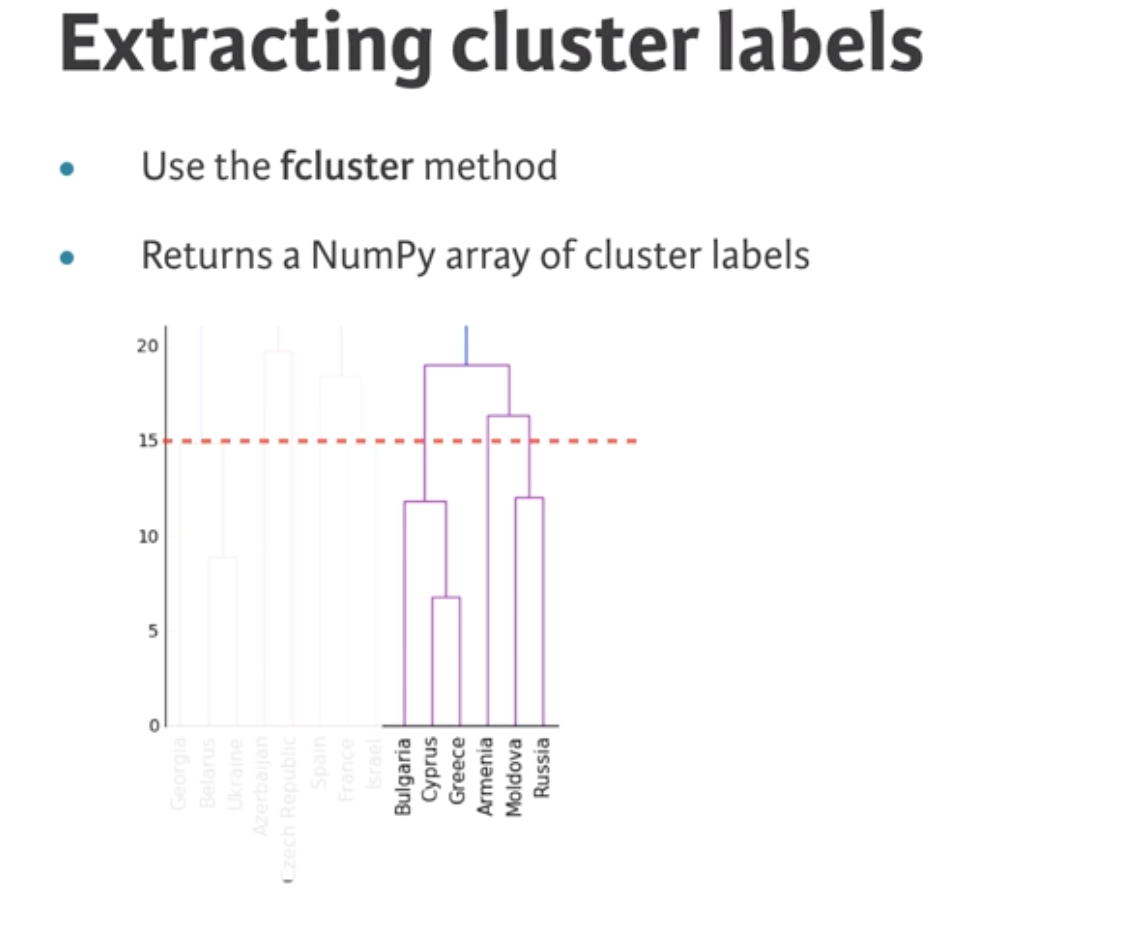 Extracting cluster labels
• Use the fcluster method
• Returns a NumPy array of cluster labels
20
15
10
5
0
Georgia
Belarus
Ukraine
Azerbaijan
Czech Republic
Spain
France
Israel
Bulgaria
Cyprus
Greece
Armenia
Moldova
Russia